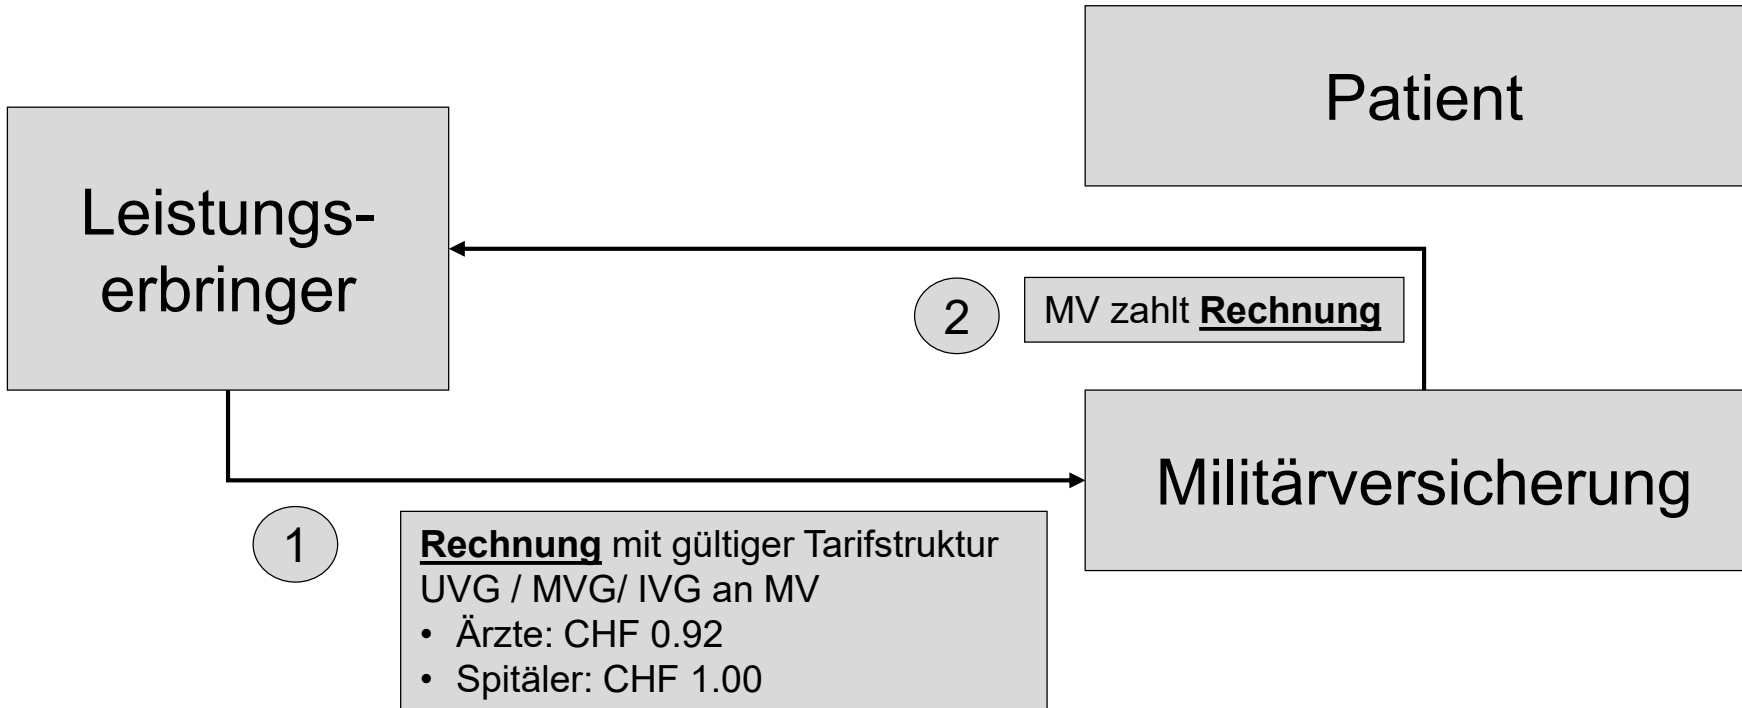 Patient
Leistungs-
erbringer
2
MV zahlt Rechnung
Militärversicherung
1
Rechnung mit gültiger Tarifstruktur
UVG / MVG/ IVG an MV
• Ärzte: CHF 0.92
• Spitäler: CHF 1.00